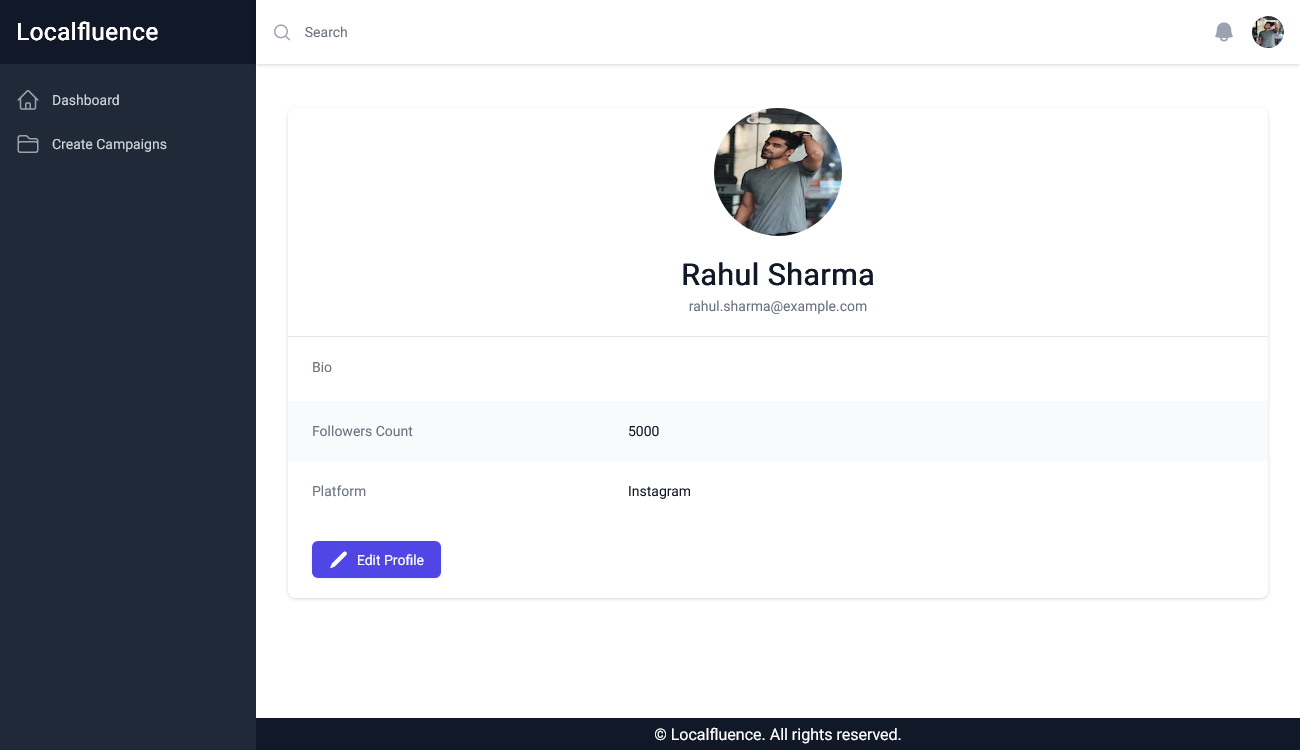 Localfluence
Search
Dashboard
Create Campaigns
Rahul Sharma
rahul.sharma@example.com
Bio
Followers Count 5000
Platform Instagram
Edit Profile
© Localfluence. All rights reserved.